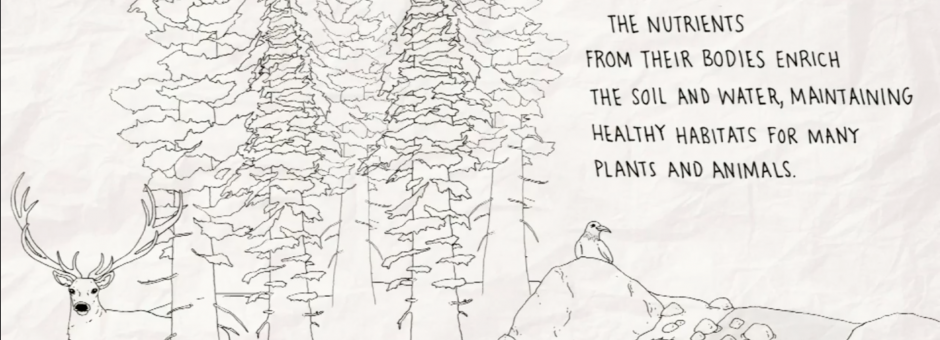 THE NUTRIENTS
FROM THEIR BODIES ENRICH
THE SOIL AND WATER, MAINTAINING
HEALTHY HABITATS FOR MANY
PLANTS AND ANIMALS.